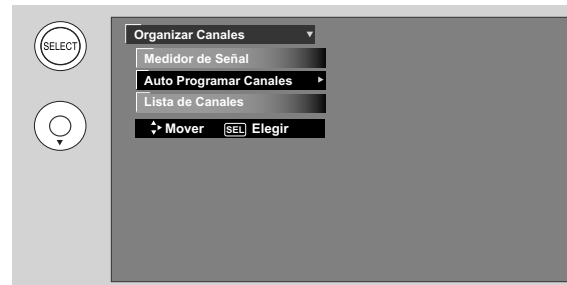 SELECT
Organizar Canales
Medidor de Señal
Auto Programar Canales
Lista de Canales
Mover SEL Elegir